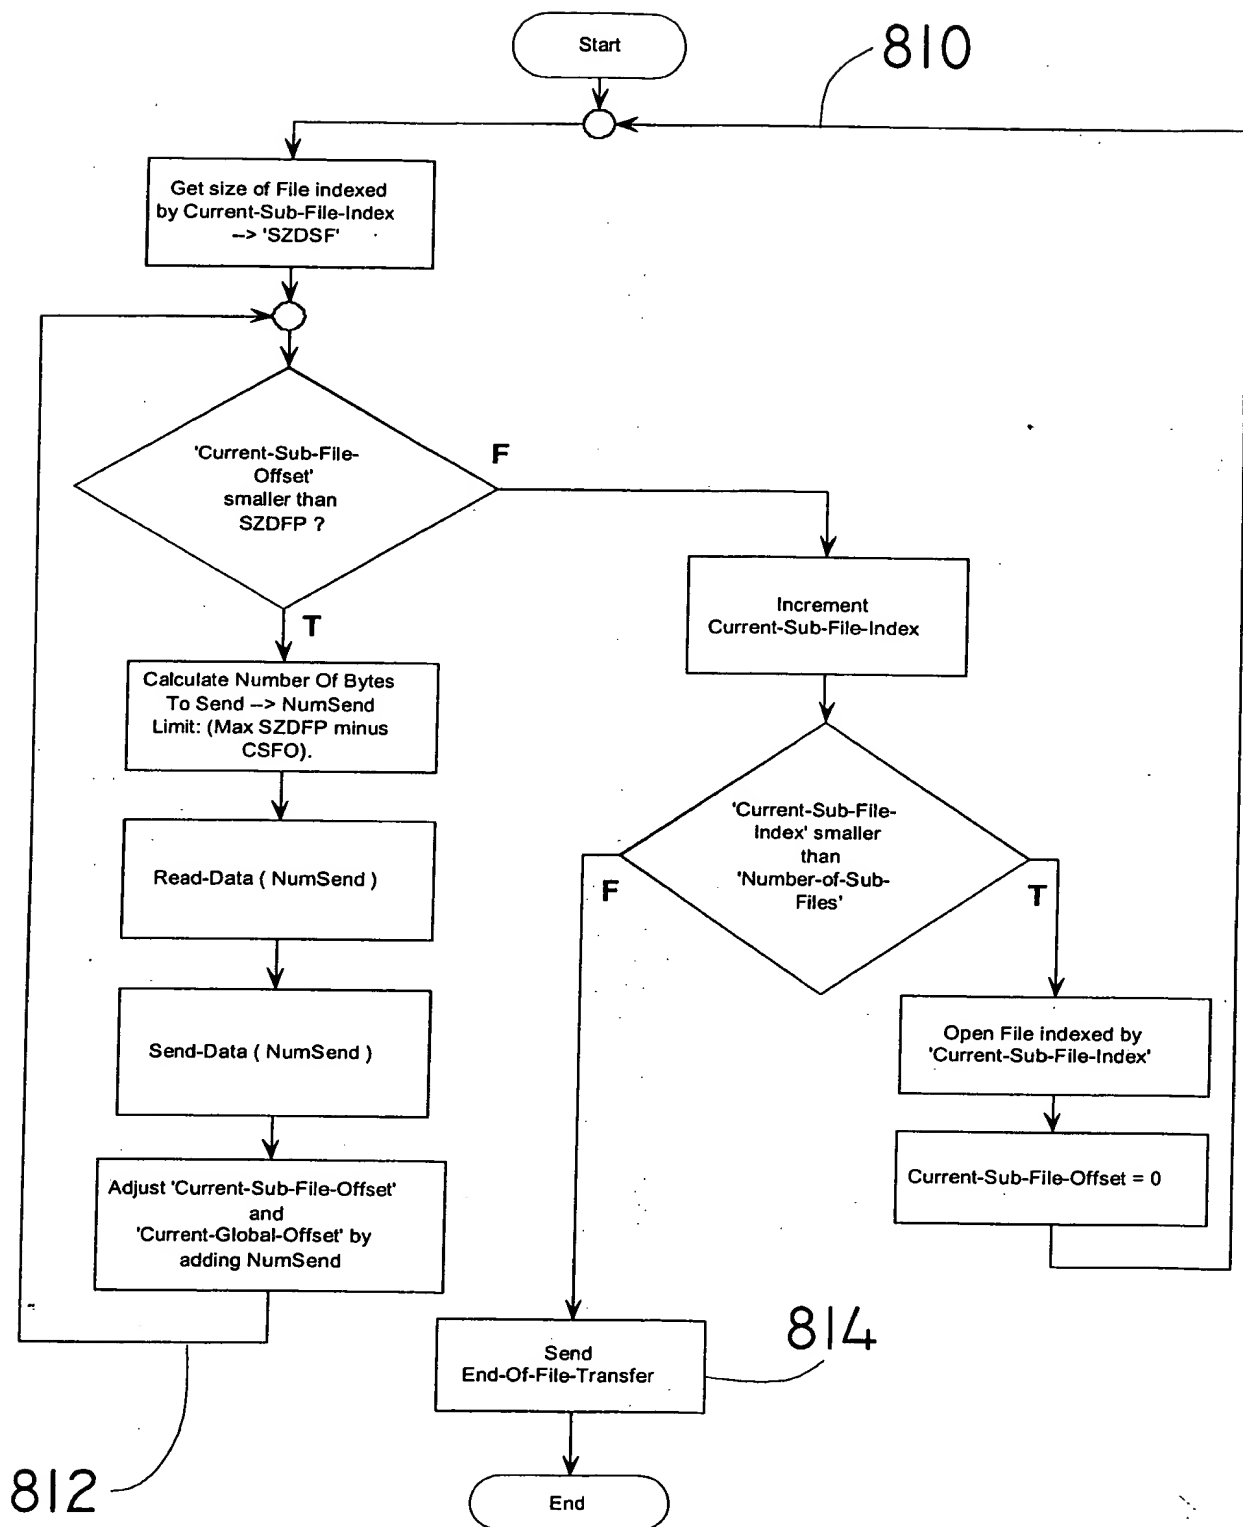 Start
810
Get size of File indexed
by Current-Sub-File-Index
--> 'SZDSF'
'Current-Sub-File-
Offset'
smaller than
SZDFP ?
F
T
Increment
Current-Sub-File-Index
Calculate Number Of Bytes
To Send --> NumSend
Limit: (Max SZDFP minus
CSFO).
'Current-Sub-File-
Index' smaller
than
'Number-of-Sub-
Files'
F
T
Read-Data ( NumSend )
Open File indexed by
'Current-Sub-File-Index'
Send-Data ( NumSend )
Current-Sub-File-Offset = 0
Adjust 'Current-Sub-File-Offset'
and
'Current-Global-Offset' by
adding NumSend
Send
End-Of-File-Transfer
814
812
End